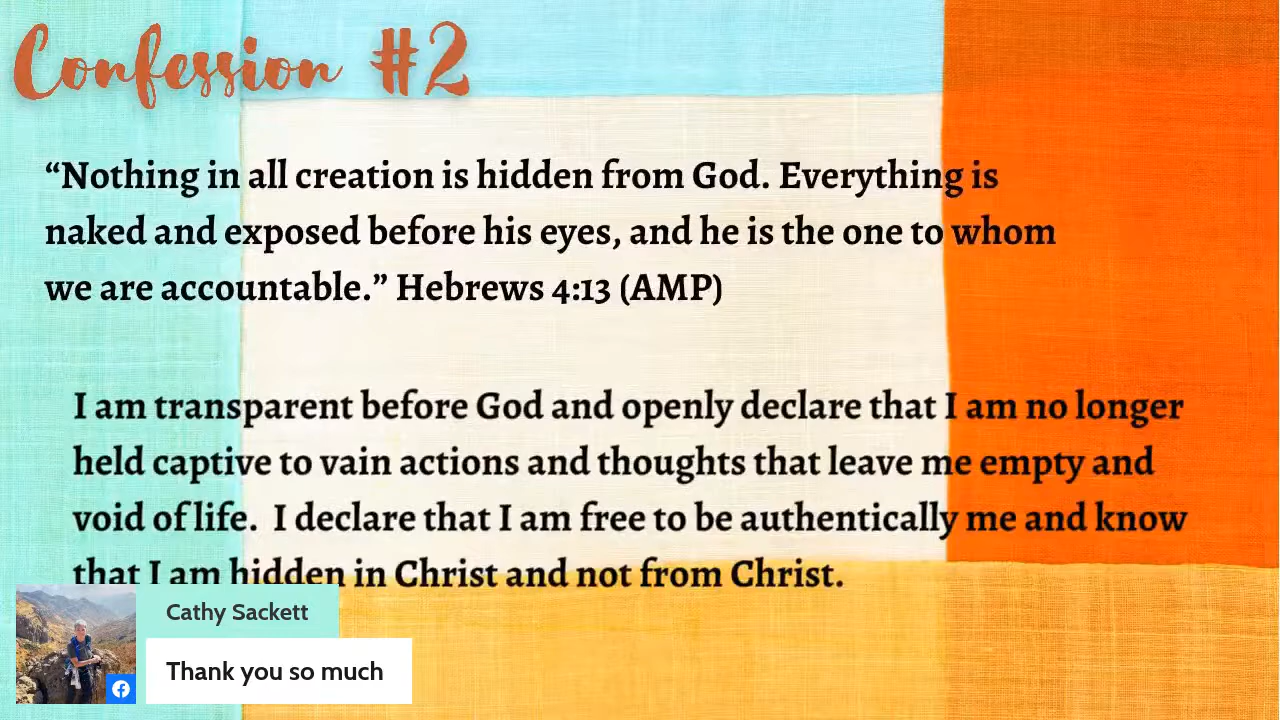 Confession #2
“Nothing in all creation is hidden from God. Everything is
naked and exposed before his eyes, and he is the one to whom
we are accountable.” Hebrews 4:13 (AMP)
I am transparent before God and openly declare that I am no longer
held captive to vain actions and thoughts that leave me empty and
void of life.  I declare that I am free to be authentically me and know
that I am hidden in Christ and not from Christ.
Cathy Sackett
Thank you so much